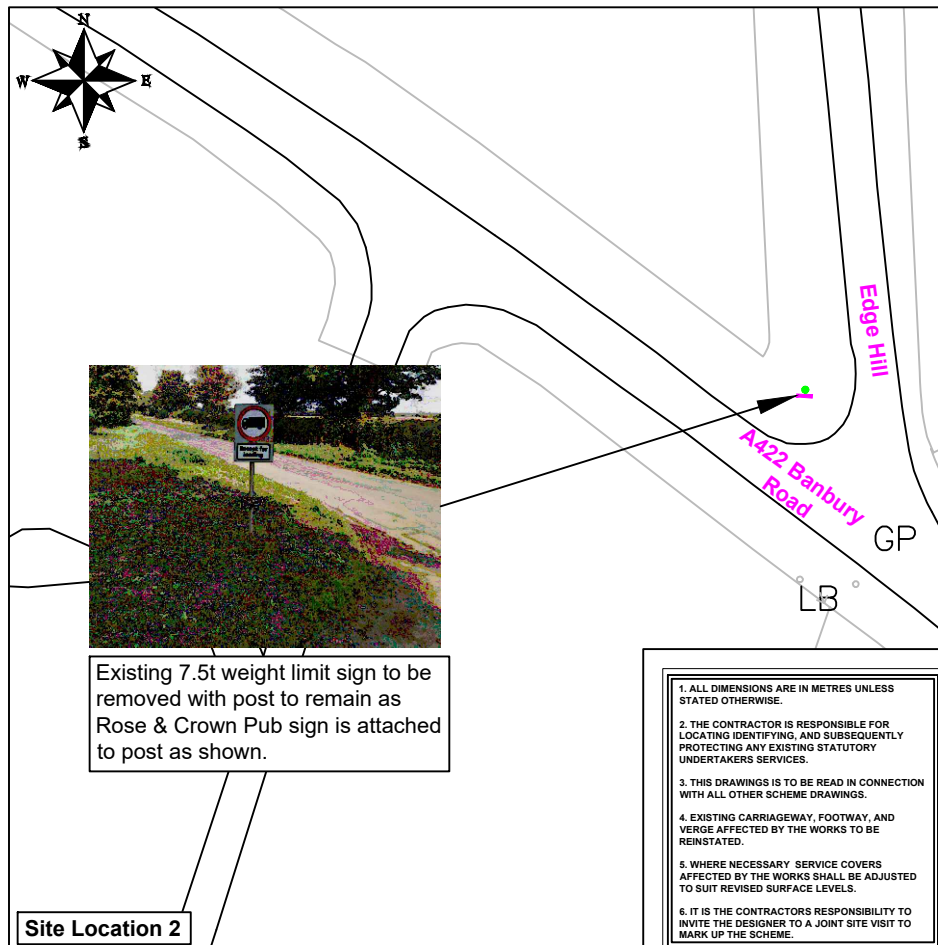 N
W
E
S
Edge Hill
A422 Banbury
Road
GP
LB
Except for
loading
Existing 7.5t weight limit sign to be
removed with post to remain as
Rose & Crown Pub sign is attached
to post as shown.
1. ALL DIMENSIONS ARE IN METRES UNLESS
STATED OTHERWISE.
2. THE CONTRACTOR IS RESPONSIBLE FOR
LOCATING IDENTIFYING, AND SUBSEQUENTLY
PROTECTING ANY EXISTING STATUTORY
UNDERTAKERS SERVICES.
3. THIS DRAWINGS IS TO BE READ IN CONNECTION
WITH ALL OTHER SCHEME DRAWINGS.
4. EXISTING CARRIAGEWAY, FOOTWAY, AND
VERGE AFFECTED BY THE WORKS TO BE
REINSTATED.
5. WHERE NECESSARY SERVICE COVERS
AFFECTED BY THE WORKS SHALL BE ADJUSTED
TO SUIT REVISED SURFACE LEVELS.
6. IT IS THE CONTRACTORS RESPONSIBILITY TO
INVITE THE DESIGNER TO A JOINT SITE VISIT TO
MARK UP THE SCHEME.
Site Location 2